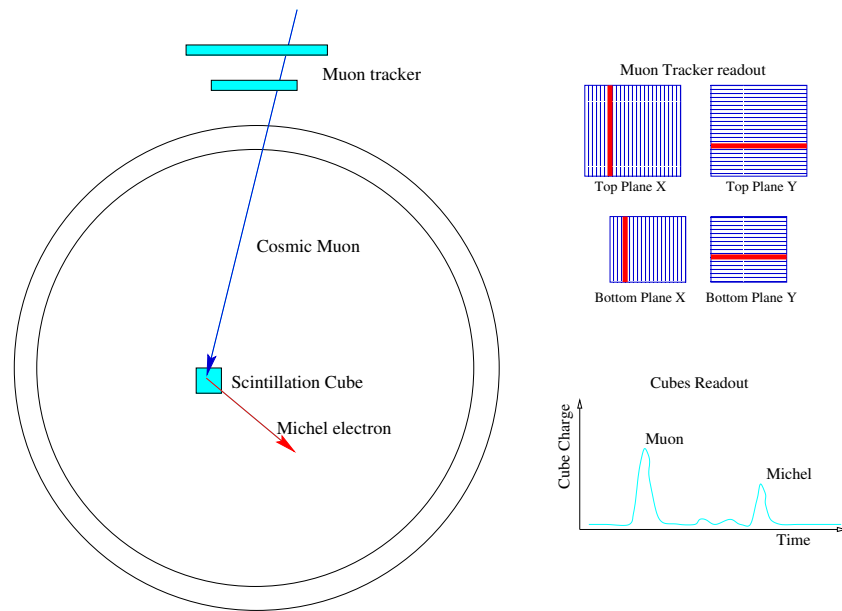 Muon tracker
Cosmic Muon
Scintillation Cube
Michel electron
Muon Tracker readout
Top Plane X
Top Plane Y
Bottom Plane X
Bottom Plane Y
Cubes Readout
Cube Charge
Muon
Michel
Time